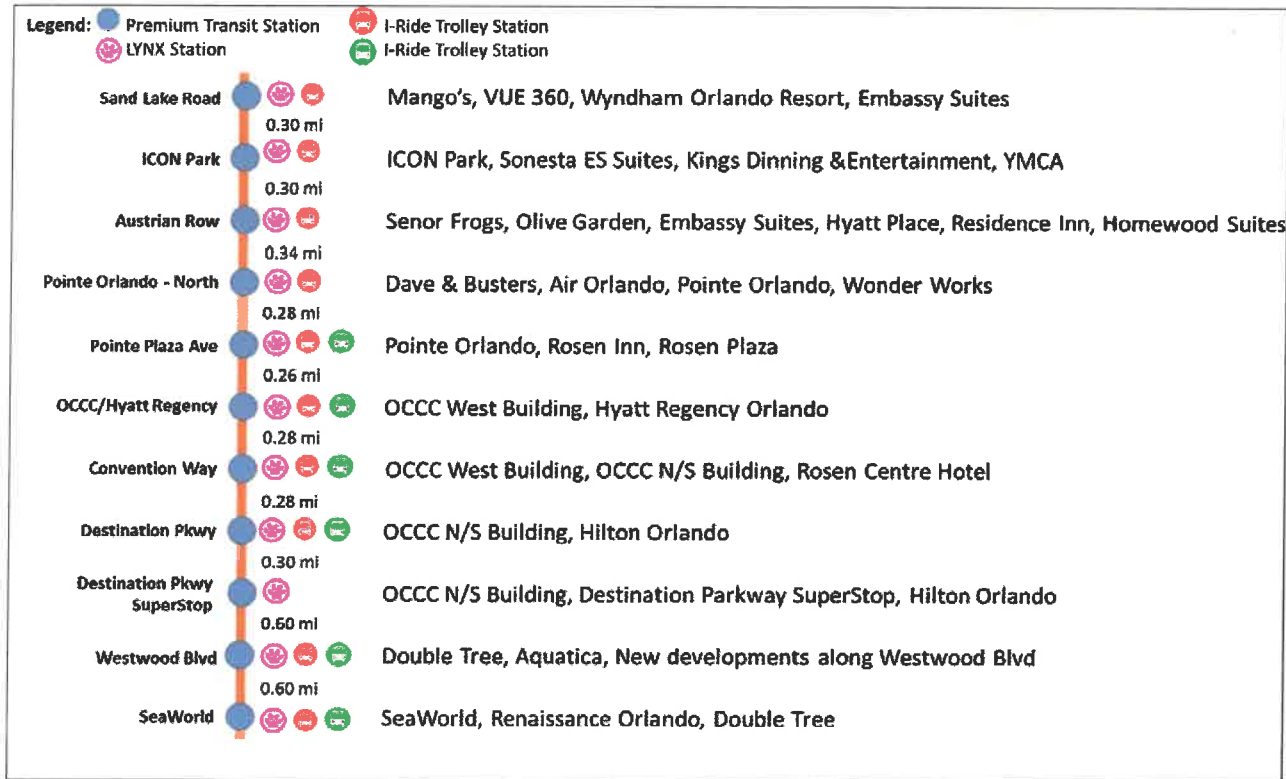 Legend: Premium Transit Station I-Ride Trolley Station
LYNX Station I-Ride Trolley Station
Sand Lake Road Mango's, VUE 360, Wyndham Orlando Resort, Embassy Suites
0.30 mi
ICON Park ICON Park, Sonesta ES Suites, Kings Dinning &Entertainment, YMCA
0.30 mi
Austrian Row Senor Frogs, Olive Garden, Embassy Suites, Hyatt Place, Residence Inn, Homewood Suites
0.34 mi
Pointe Orlando - North Dave & Busters, Air Orlando, Pointe Orlando, Wonder Works
0.28 mi
Pointe Plaza Ave Pointe Orlando, Rosen Inn, Rosen Plaza
0.26 mi
OCCC/Hyatt Regency OCCC West Building, Hyatt Regency Orlando
0.28 mi
Convention Way OCCC West Building, OCCC N/S Building, Rosen Centre Hotel
0.28 mi
Destination Pkwy OCCC N/S Building, Hilton Orlando
0.30 mi
Destination Pkwy
SuperStop OCCC N/S Building, Destination Parkway SuperStop, Hilton Orlando
0.60 mi
Westwood Blvd Double Tree, Aquatica, New developments along Westwood Blvd
0.60 mi
SeaWorld SeaWorld, Renaissance Orlando, Double Tree